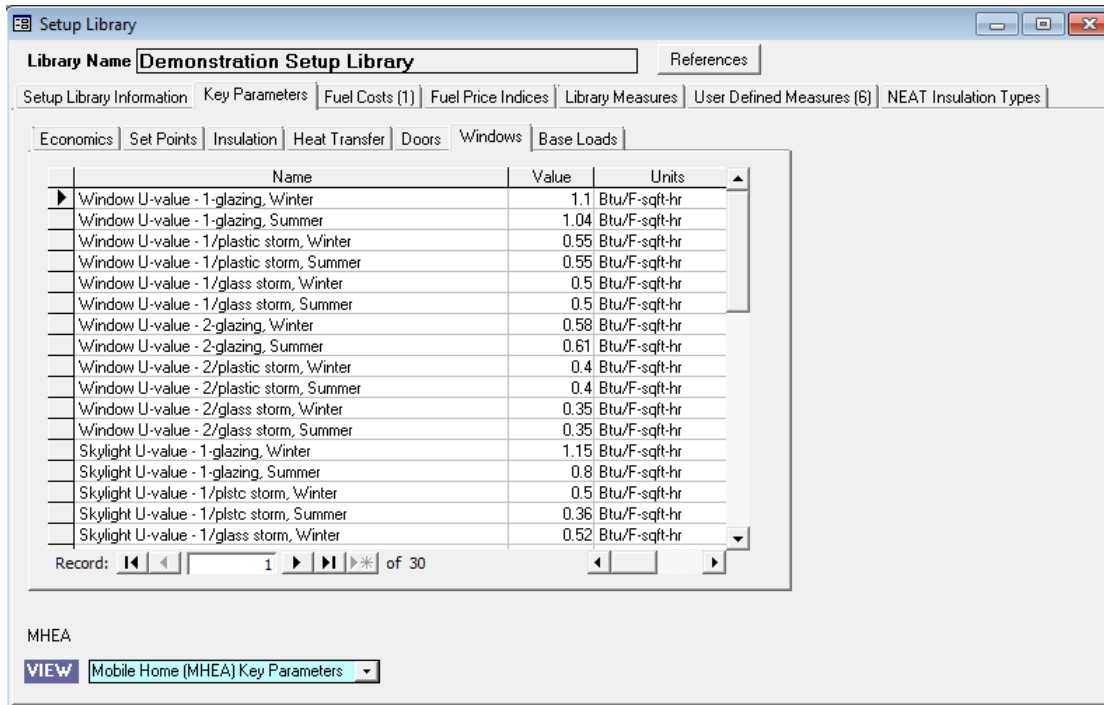 Setup Library
Library Name Demonstration Setup Library References
Setup Library Information Key Parameters Fuel Costs (1) Fuel Price Indices Library Measures User Defined Measures (6) NEAT Insulation Types
Economics Set Points Insulation Heat Transfer Doors Windows Base Loads
Name Value Units
Window U-value - 1-glazing, Winter 1.1 Btu/F-sqft-hr
Window U-value - 1-glazing, Summer 1.04 Btu/F-sqft-hr
Window U-value - 1/plastic storm, Winter 0.55 Btu/F-sqft-hr
Window U-value - 1/plastic storm, Summer 0.55 Btu/F-sqft-hr
Window U-value - 1/glass storm, Winter 0.5 Btu/F-sqft-hr
Window U-value - 1/glass storm, Summer 0.5 Btu/F-sqft-hr
Window U-value - 2-glazing, Winter 0.58 Btu/F-sqft-hr
Window U-value - 2-glazing, Summer 0.61 Btu/F-sqft-hr
Window U-value - 2/plastic storm, Winter 0.4 Btu/F-sqft-hr
Window U-value - 2/plastic storm, Summer 0.4 Btu/F-sqft-hr
Window U-value - 2/glass storm, Winter 0.35 Btu/F-sqft-hr
Window U-value - 2/glass storm, Summer 0.35 Btu/F-sqft-hr
Skylight U-value - 1-glazing, Winter 1.15 Btu/F-sqft-hr
Skylight U-value - 1-glazing, Summer 0.8 Btu/F-sqft-hr
Skylight U-value - 1/plstc storm, Winter 0.5 Btu/F-sqft-hr
Skylight U-value - 1/plstc storm, Summer 0.36 Btu/F-sqft-hr
Skylight U-value - 1/glass storm, Winter 0.52 Btu/F-sqft-hr
Record: 1 of 30
MHEA
VIEW Mobile Home (MHEA) Key Parameters